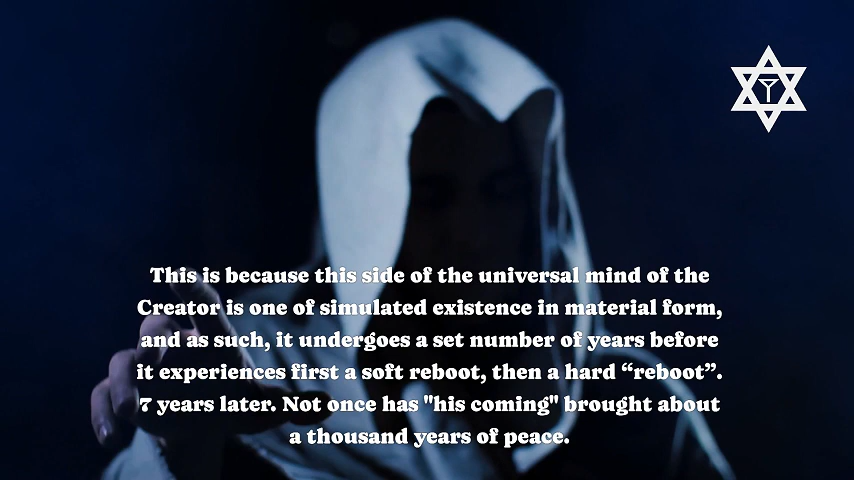 This is because this side of the universal mind of the
Creator is one of simulated existence in material form,
and as such, it undergoes a set number of years before
it experiences first a soft reboot, then a hard “reboot”.
7 years later. Not once has "his coming" brought about
a thousand years of peace.